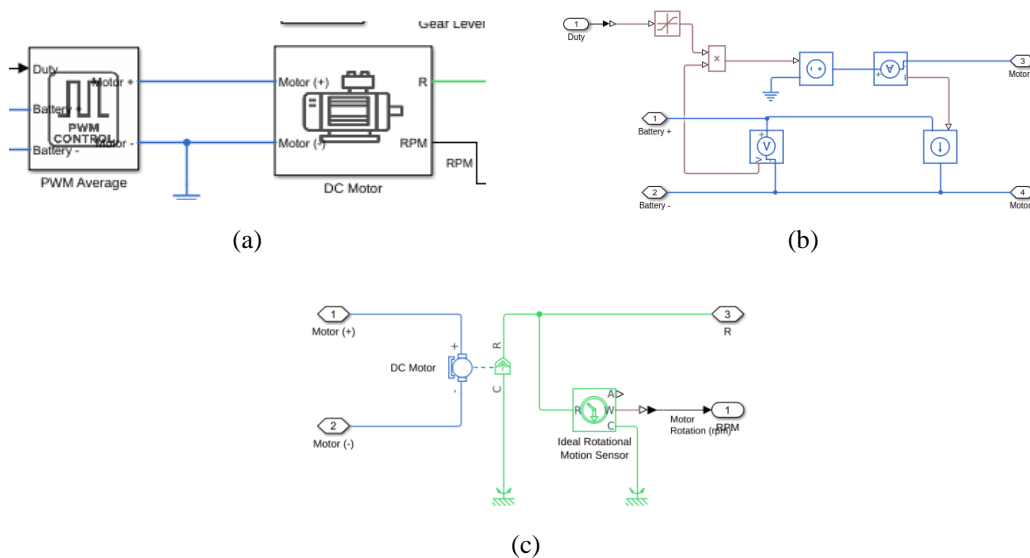 Gear Level
Duty
Motor +
Motor (+)
R
Battery +
PWM
CONTROL
Battery -
Motor -
Motor (-)
RPM
RPM
PWM Average
DC Motor
(a)
1
Duty
×
3
Motor
1
Battery +
+
V
A
+
-
2
Battery -
4
Motor
(b)
1
Motor (+)
3
R
+
R
DC Motor
C
-
2
Motor (-)
A
R
W
C
Motor
Rotation (rpm)
1
RPM
Ideal Rotational
Motion Sensor
(c)